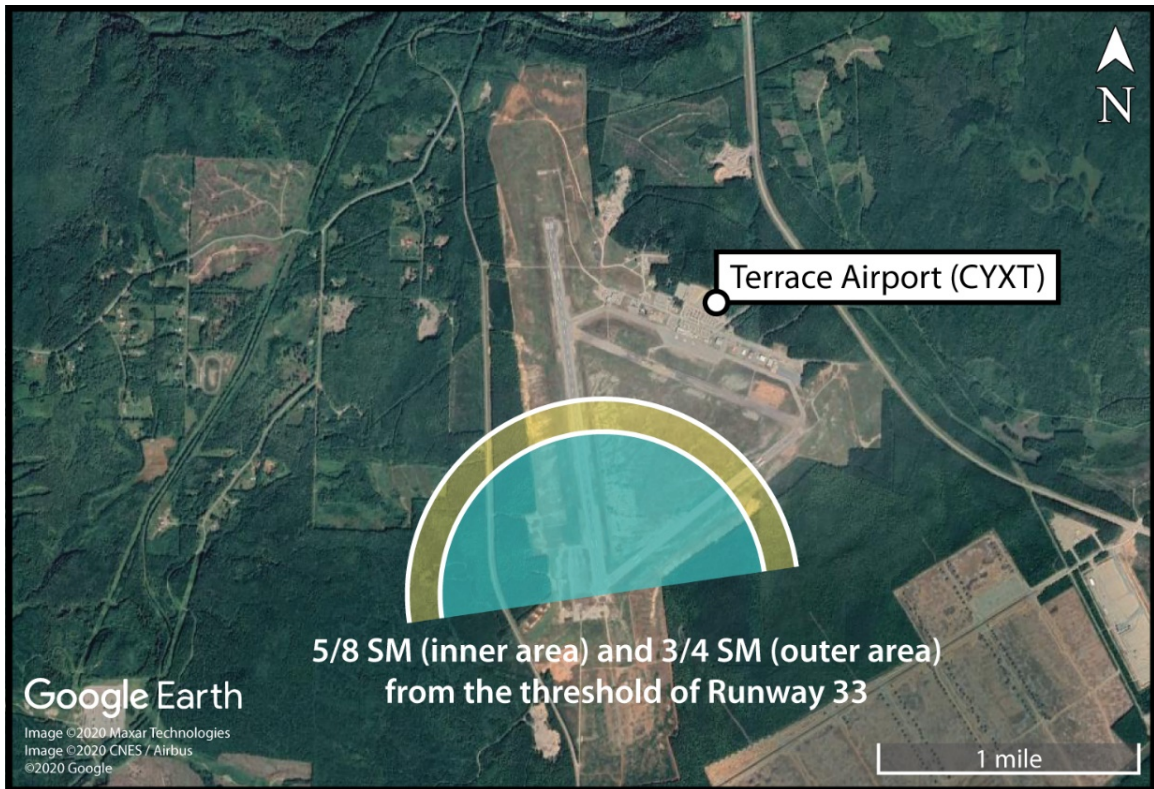 N
Terrace Airport (CYXT)
5/8 SM (inner area) and 3/4 SM (outer area)
from the threshold of Runway 33
Google Earth
Image ©2020 Maxar Technologies
Image ©2020 CNES / Airbus
©2020 Google
1 mile